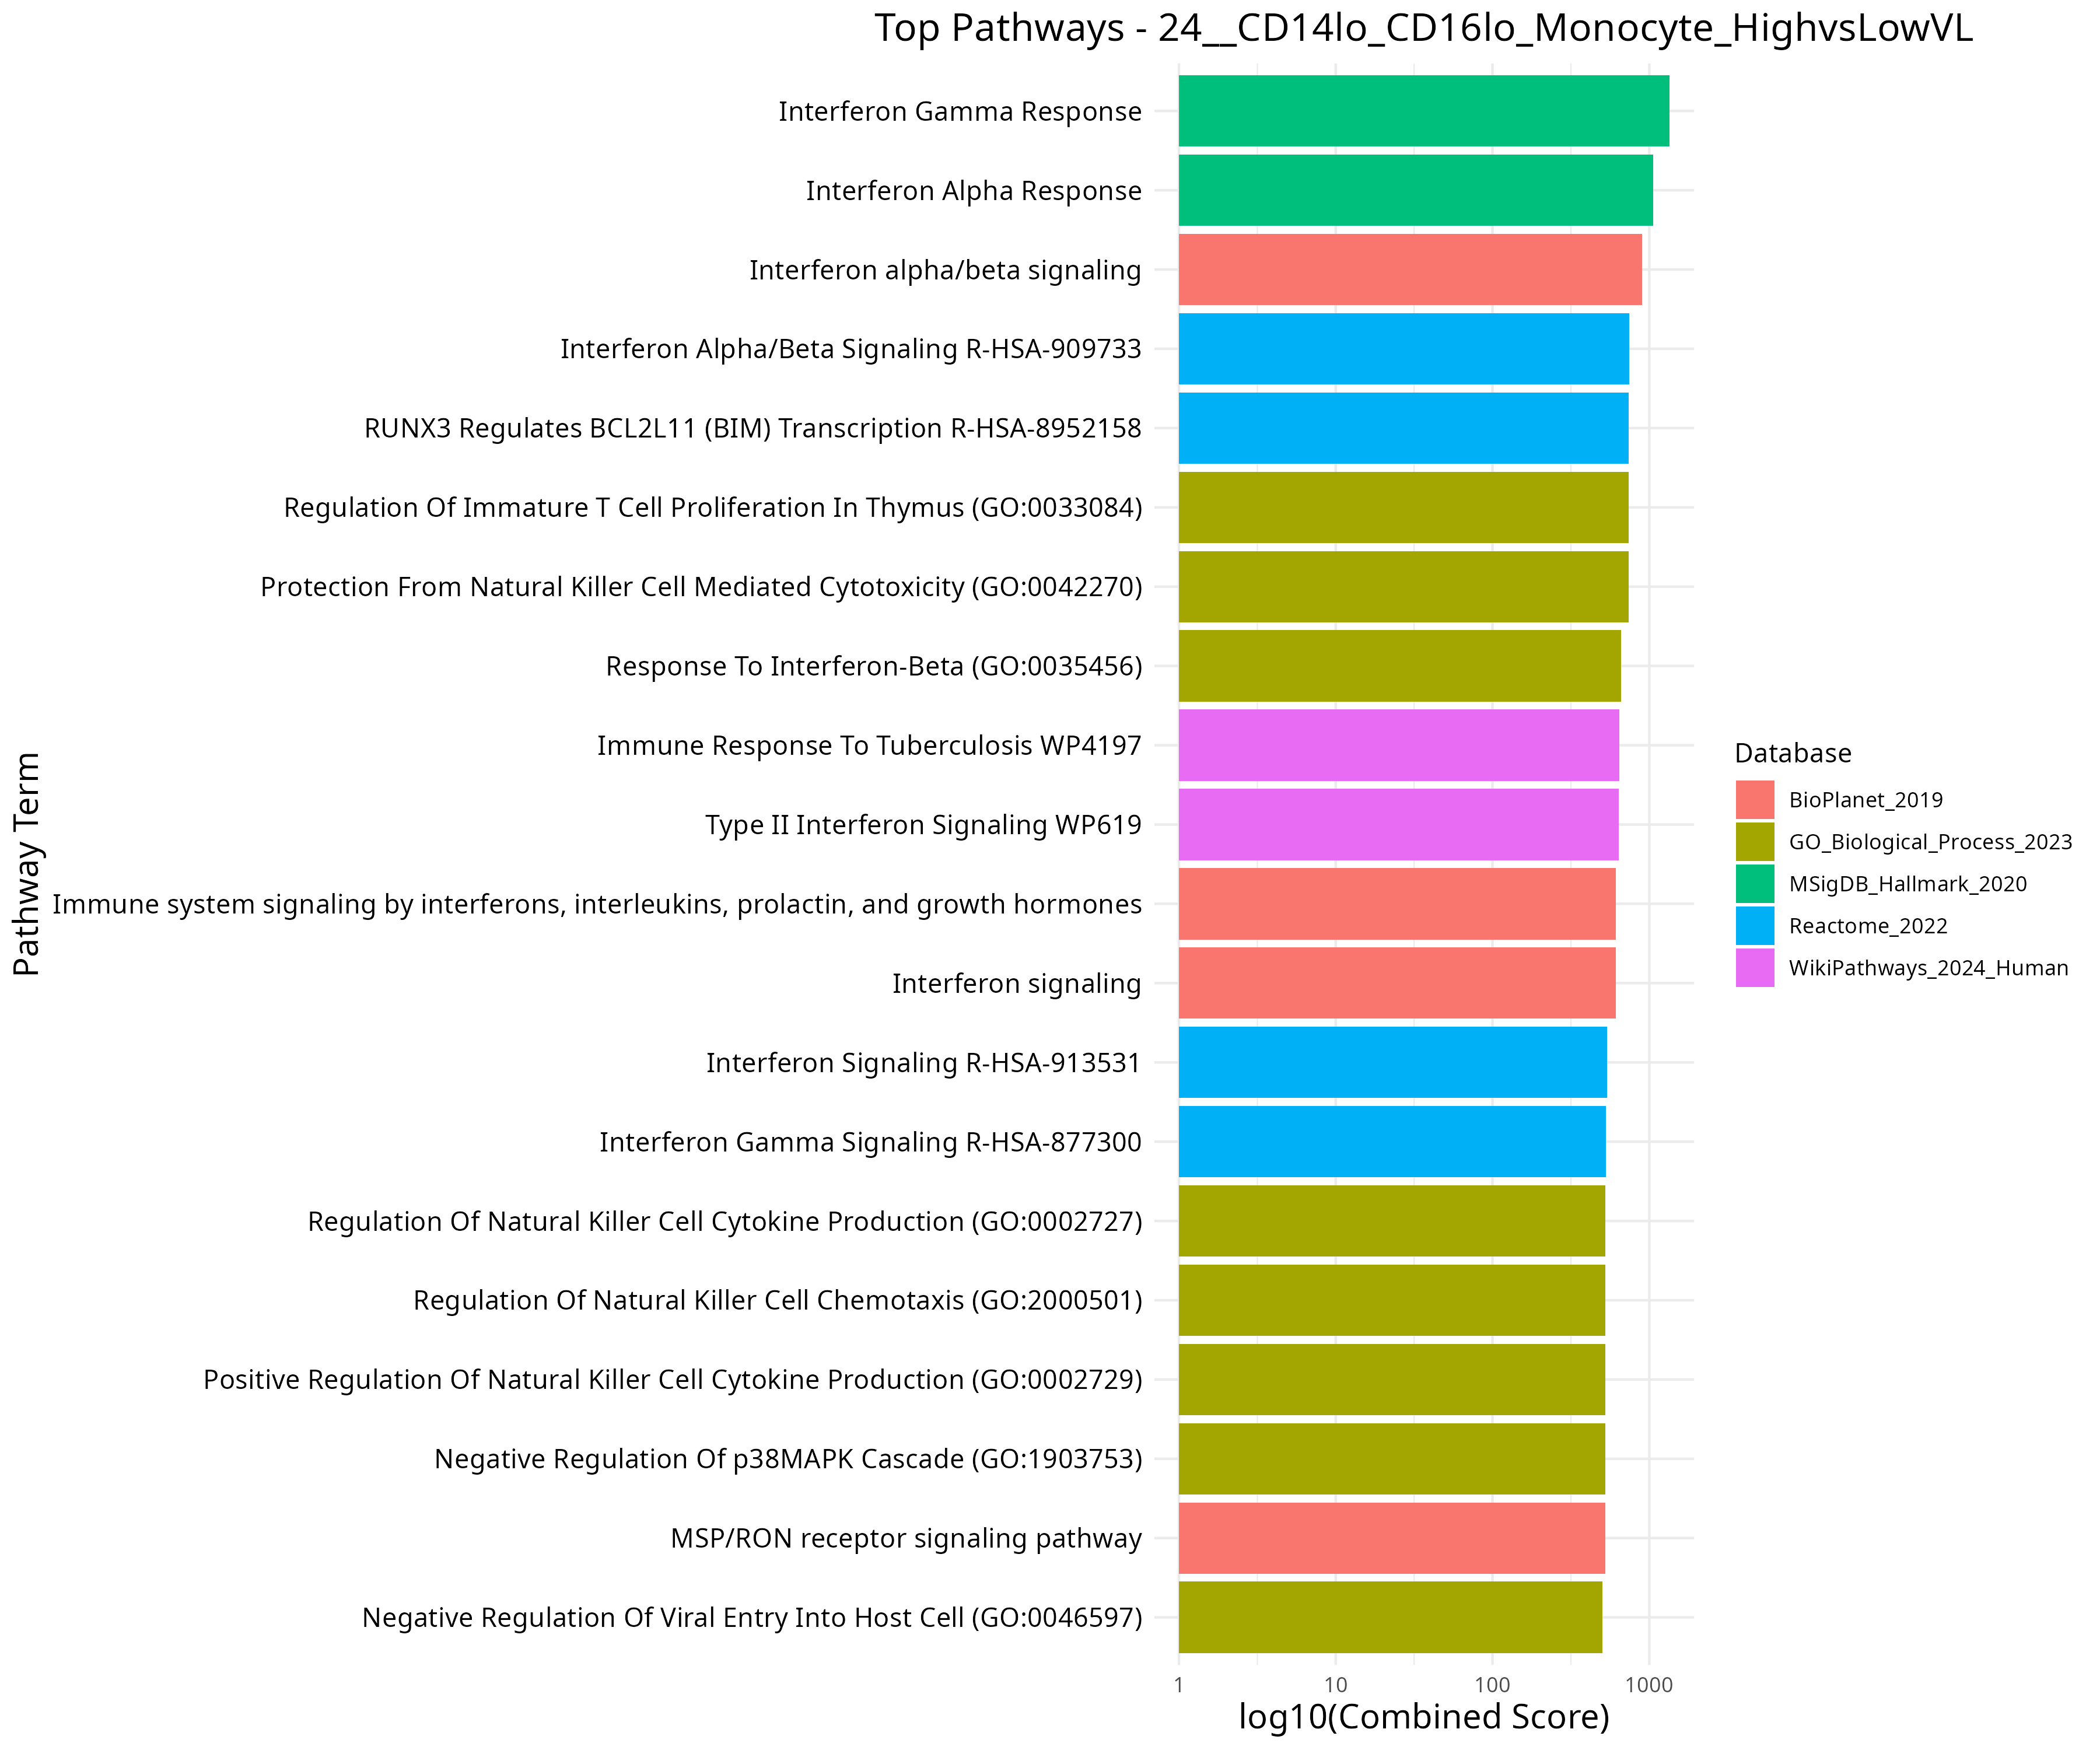 Top Pathways - 24__CD14lo_CD16lo_Monocyte_HighvsLowVL
Pathway Term
Interferon Gamma Response
Interferon Alpha Response
Interferon alpha/beta signaling
Interferon Alpha/Beta Signaling R-HSA-909733
RUNX3 Regulates BCL2L11 (BIM) Transcription R-HSA-8952158
Regulation Of Immature T Cell Proliferation In Thymus (GO:0033084)
Protection From Natural Killer Cell Mediated Cytotoxicity (GO:0042270)
Response To Interferon-Beta (GO:0035456)
Immune Response To Tuberculosis WP4197
Type II Interferon Signaling WP619
Immune system signaling by interferons, interleukins, prolactin, and growth hormones
Interferon signaling
Interferon Signaling R-HSA-913531
Interferon Gamma Signaling R-HSA-877300
Regulation Of Natural Killer Cell Cytokine Production (GO:0002727)
Regulation Of Natural Killer Cell Chemotaxis (GO:2000501)
Positive Regulation Of Natural Killer Cell Cytokine Production (GO:0002729)
Negative Regulation Of p38MAPK Cascade (GO:1903753)
MSP/RON receptor signaling pathway
Negative Regulation Of Viral Entry Into Host Cell (GO:0046597)
1 10 100 1000
log10(Combined Score)
Database
BioPlanet_2019
GO_Biological_Process_2023
MSigDB_Hallmark_2020
Reactome_2022
WikiPathways_2024_Human